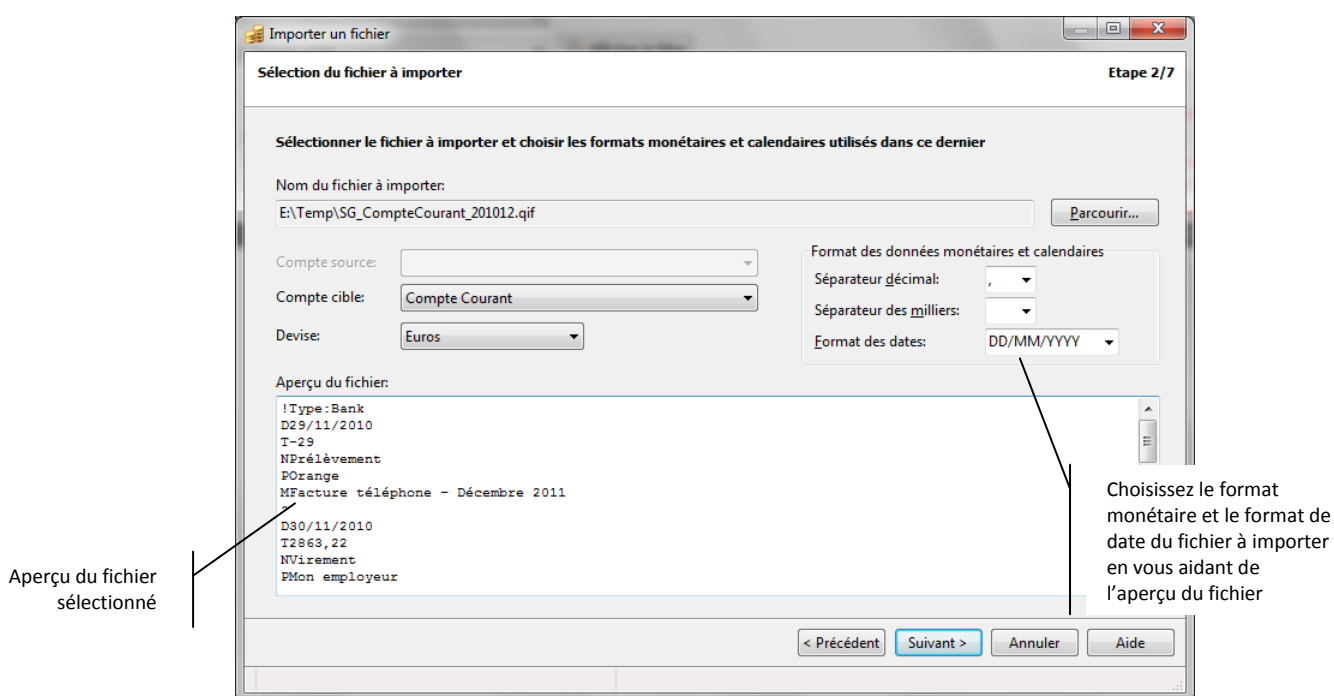 Importer un fichier
Sélection du fichier à importer
Etape 2/7
Sélectionner le fichier à importer et choisir les formats monétaires et calendaires utilisés dans ce dernier
Nom du fichier à importer:
E:\Temp\SG_CompteCourant_201012.qif
Parcourir...
Compte source:
Compte cible:
Compte Courant
Devise:
Euros
Format des données monétaires et calendaires
Séparateur décimal:
,
Séparateur des milliers:
Format des dates:
DD/MM/YYYY
Aperçu du fichier:
!Type:Bank
D29/11/2010
T-29
NPrélèvement
POrange
MFacture téléphone - Décembre 2011
D30/11/2010
T2863,22
NVirement
PMon employeur
Aperçu du fichier
sélectionné
Choisissez le format
monétaire et le format de
date du fichier à importer
en vous aidant de
l’aperçu du fichier
< Précédent
Suivant >
Annuler
Aide